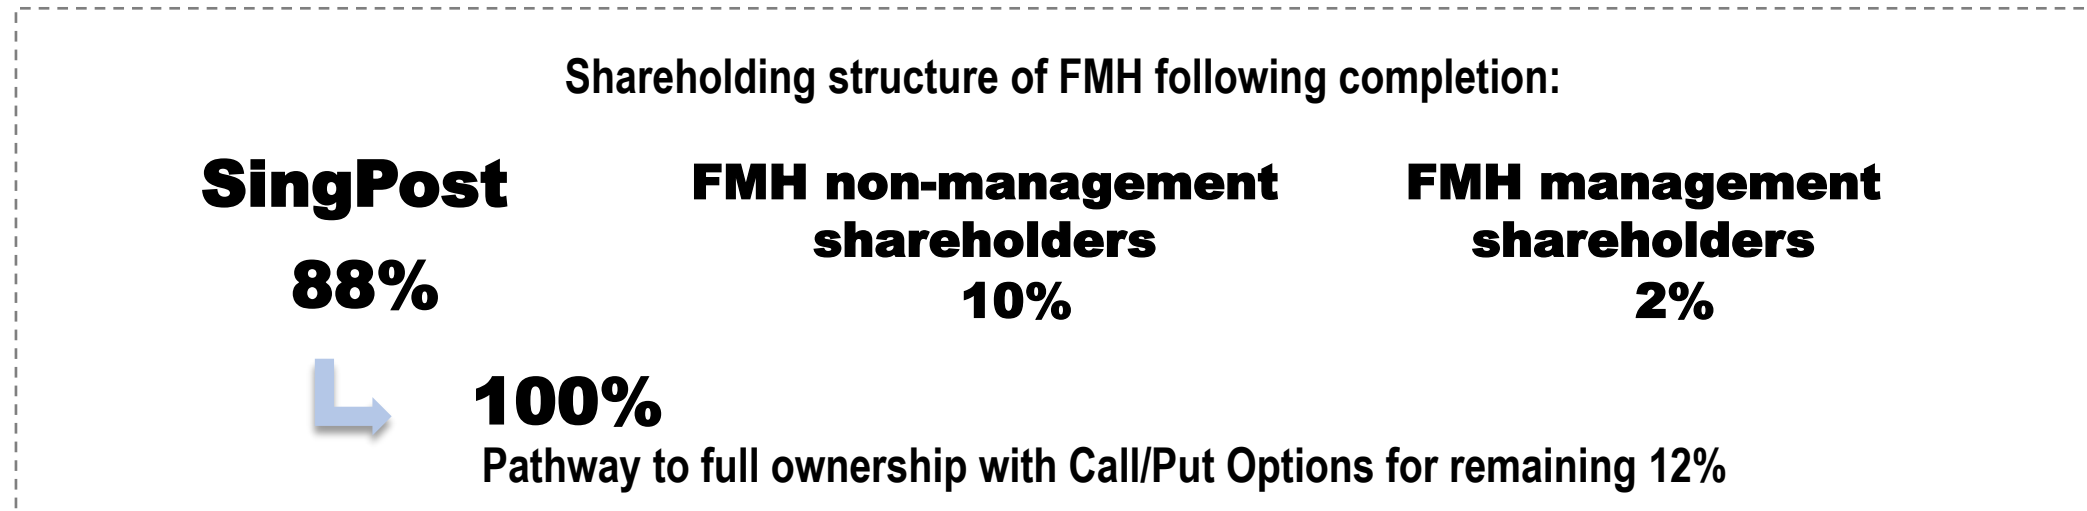 Shareholding structure of FMH following completion:
SingPost
88%
FMH non-management
shareholders
10%
FMH management
shareholders
2%
100%
Pathway to full ownership with Call/Put Options for remaining 12%